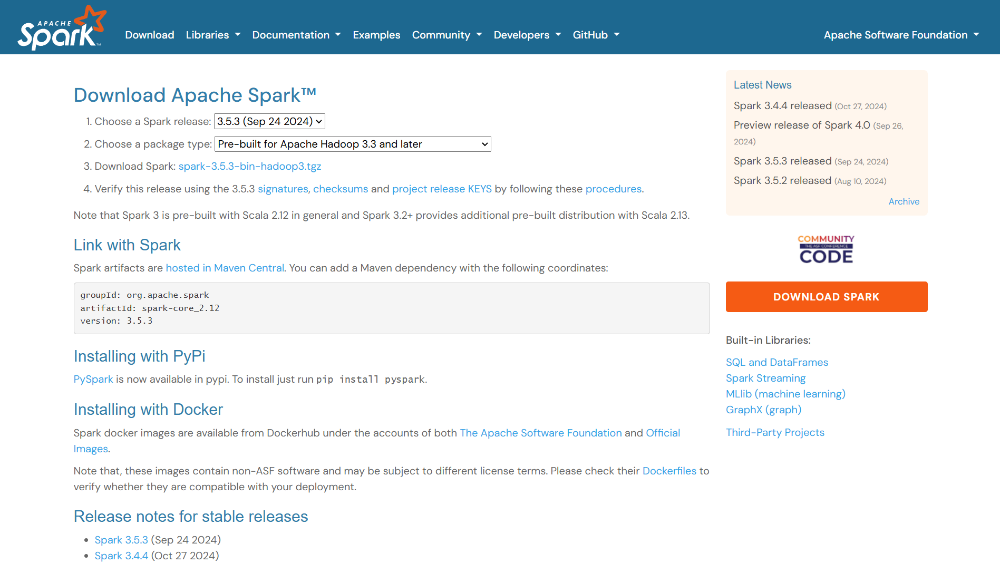 APACHE
Spark™
Download
Libraries
Documentation
Examples
Community
Developers
GitHub
Apache Software Foundation
Download Apache Spark™
1. Choose a Spark release: 3.5.3 (Sep 24 2024)
2. Choose a package type: Pre-built for Apache Hadoop 3.3 and later
3. Download Spark: spark-3.5.3-bin-hadoop3.tgz
4. Verify this release using the 3.5.3 signatures, checksums and project release KEYS by following these procedures.
Note that Spark 3 is pre-built with Scala 2.12 in general and Spark 3.2+ provides additional pre-built distribution with Scala 2.13.
Link with Spark
Spark artifacts are hosted in Maven Central. You can add a Maven dependency with the following coordinates:
groupId: org.apache.spark
artifactId: spark-core_2.12
version: 3.5.3
Installing with PyPi
PySpark is now available in pypi. To install just run pip install pyspark.
Installing with Docker
Spark docker images are available from Dockerhub under the accounts of both The Apache Software Foundation and Official
Images.
Note that, these images contain non-ASF software and may be subject to different license terms. Please check their Dockerfiles to
verify whether they are compatible with your deployment.
Release notes for stable releases
• Spark 3.5.3 (Sep 24 2024)
• Spark 3.4.4 (Oct 27 2024)
Latest News
Spark 3.4.4 released (Oct 27, 2024)
Preview release of Spark 4.0 (Sep 26,
2024)
Spark 3.5.3 released (Sep 24, 2024)
Spark 3.5.2 released (Aug 10, 2024)
Archive
COMMUNITY
THE ASF CONFERENCE
CODE
DOWNLOAD SPARK
Built-in Libraries:
SQL and DataFrames
Spark Streaming
MLlib (machine learning)
GraphX (graph)
Third-Party Projects